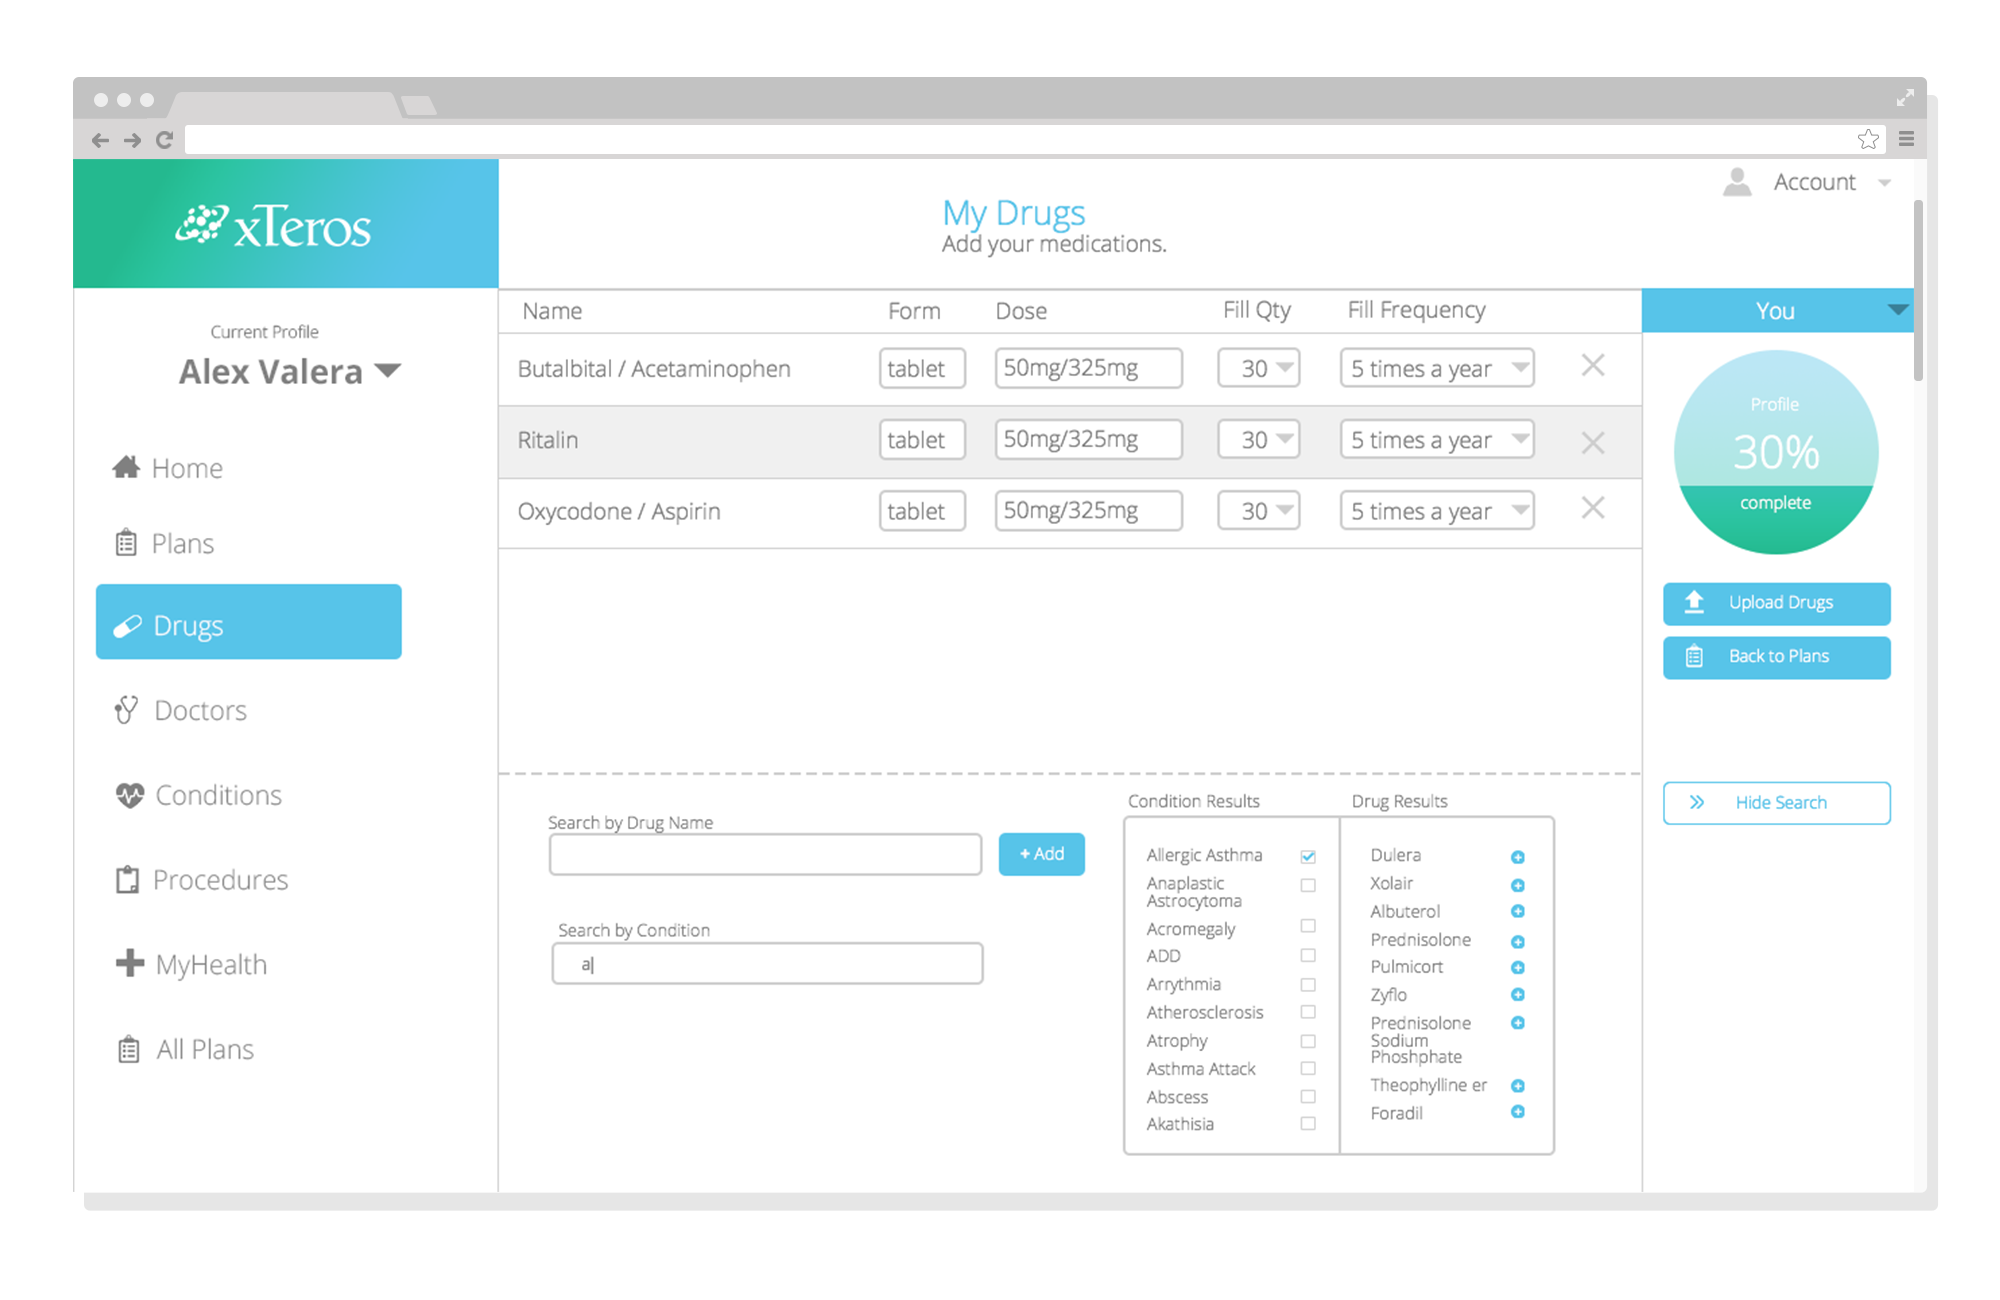 xTeros
My Drugs
Add your medications.
Account
Current Profile
Alex Valera
Home
Plans
Drugs
Doctors
Conditions
Procedures
MyHealth
All Plans
Name Form Dose Fill Qty Fill Frequency
Butalbital / Acetaminophen tablet 50mg/325mg 30 5 times a year
Ritalin tablet 50mg/325mg 30 5 times a year
Oxycodone / Aspirin tablet 50mg/325mg 30 5 times a year
Search by Drug Name
+ Add
Search by Condition
a
Condition Results
Allergic Asthma
Anaplastic
Astrocytoma
Acromegaly
ADD
Arrythmia
Atherosclerosis
Atrophy
Asthma Attack
Abscess
Akathisia
Drug Results
Dulera
Xolair
Albuterol
Prednisolone
Pulmicort
Zyflo
Prednisolone
Sodium
Phoshphate
Theophylline er
Foradil
You
Profile
30%
complete
Upload Drugs
Back to Plans
Hide Search